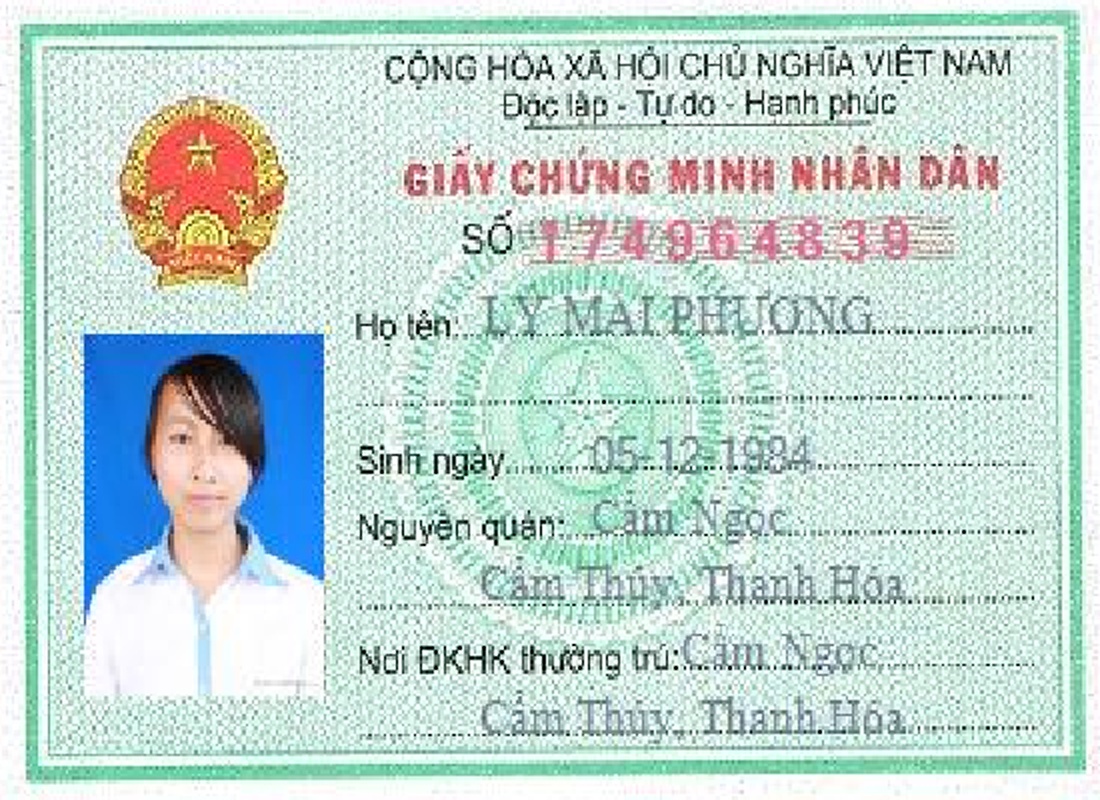 CỘNG HÒA XÃ HỘI CHỦ NGHĨA VIỆT NAM
Độc lập - Tự do - Hạnh phúc
GIẤY CHỨNG MINH NHÂN DÂN
SỐ 174964839
Họ tên: LÝ MAI PHƯƠNG
Sinh ngày 05-12-1984
Nguyên quán: Cẩm Ngọc
Cẩm Thủy, Thanh Hóa
Nơi ĐKHK thường trú: Cẩm Ngọc,
Cẩm Thủy, Thanh Hóa